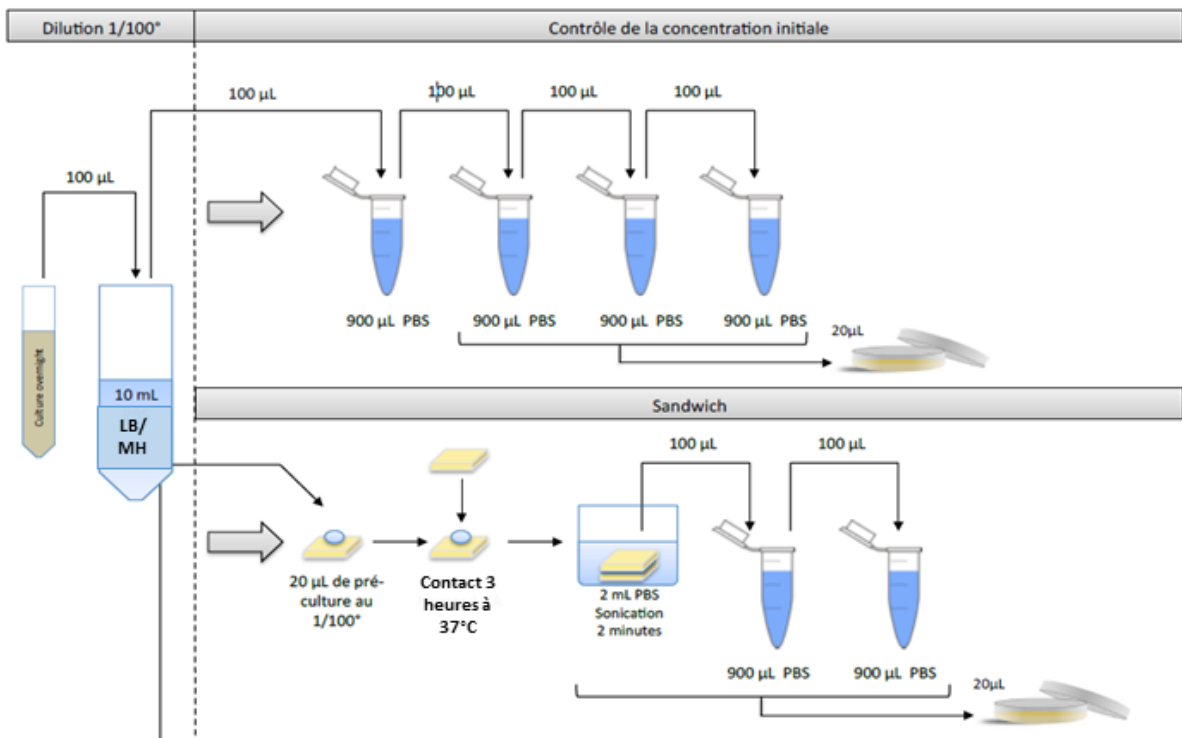 Dilution 1/100°
Contrôle de la concentration initiale
100 µL
100 µL
100 µL
100 µL
100 µL
900 µL PBS
900 µL PBS
900 µL PBS
900 µL PBS
20µL
Culture overnight
10 mL
LB/
MH
Sandwich
100 µL
100 µL
20 µL de pré-
culture au
1/100°
Contact 3
heures à
37°C
2 mL PBS
Sonication
2 minutes
900 µL PBS
900 µL PBS
20µL